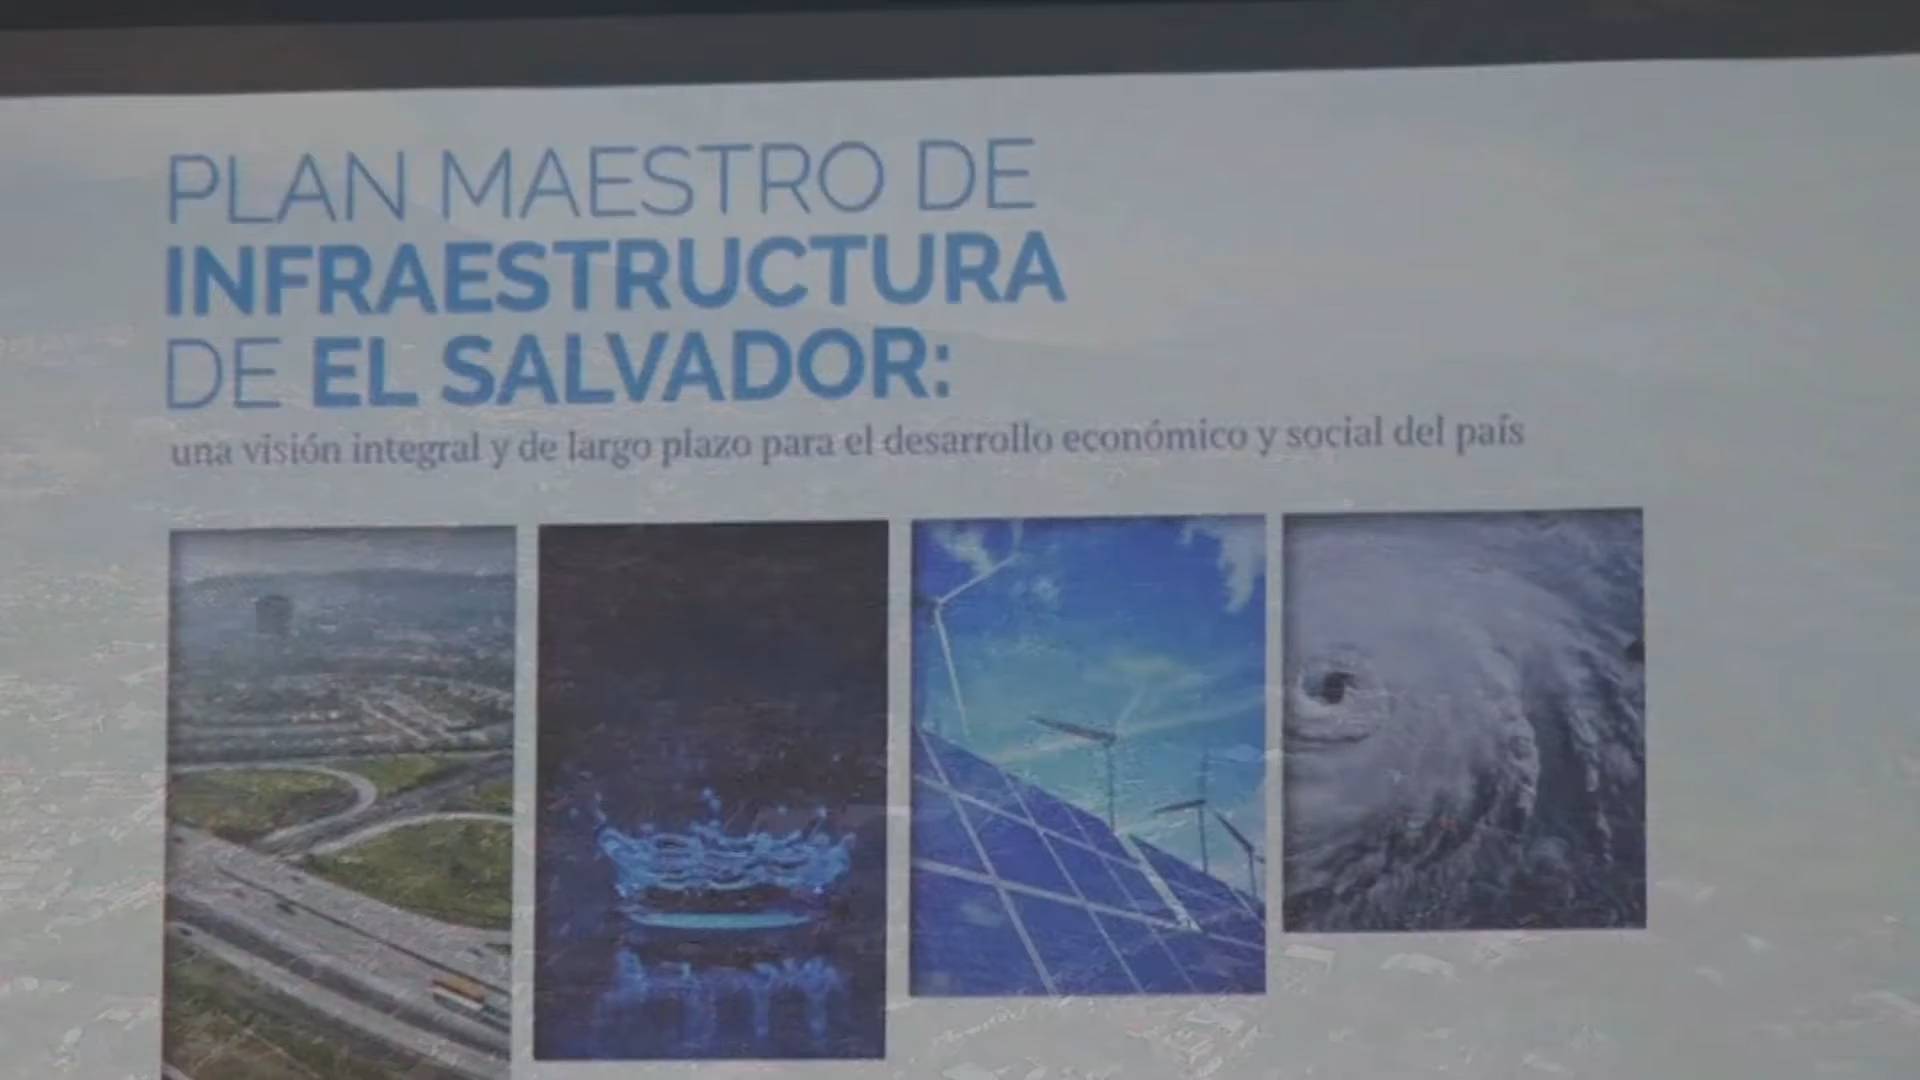 PLAN MAESTRO DE
INFRAESTRUCTURA
DE EL SALVADOR:
una visión integral y de largo plazo para el desarrollo económico y social del país